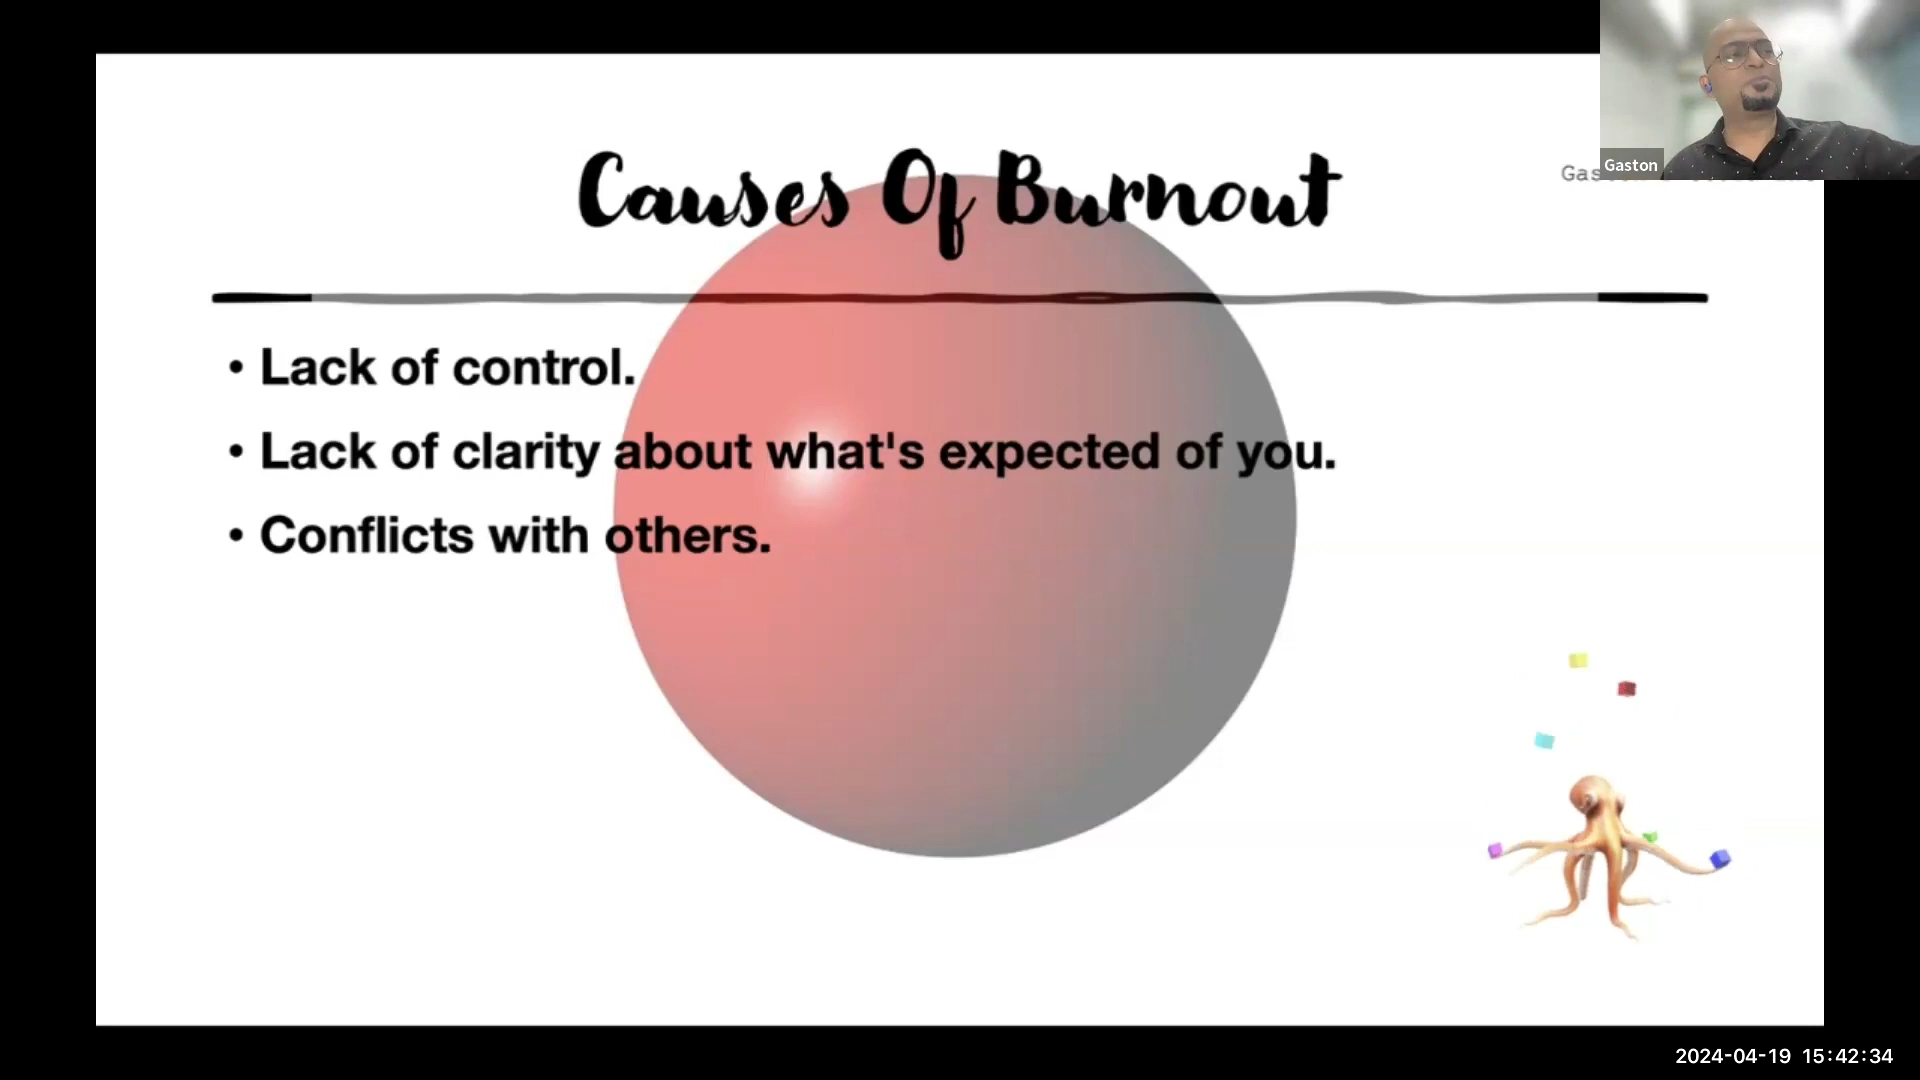 Causes Of Burnout
Gaston
• Lack of control.
• Lack of clarity about what's expected of you.
• Conflicts with others.
2024-04-19 15:42:34